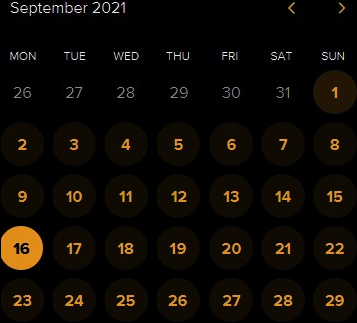 September 2021
MON TUE WED THU FRI SAT SUN
26 27 28 29 30 31 1
2 3 4 5 6 7 8
9 10 11 12 13 14 15
16 17 18 19 20 21 22
23 24 25 26 27 28 29